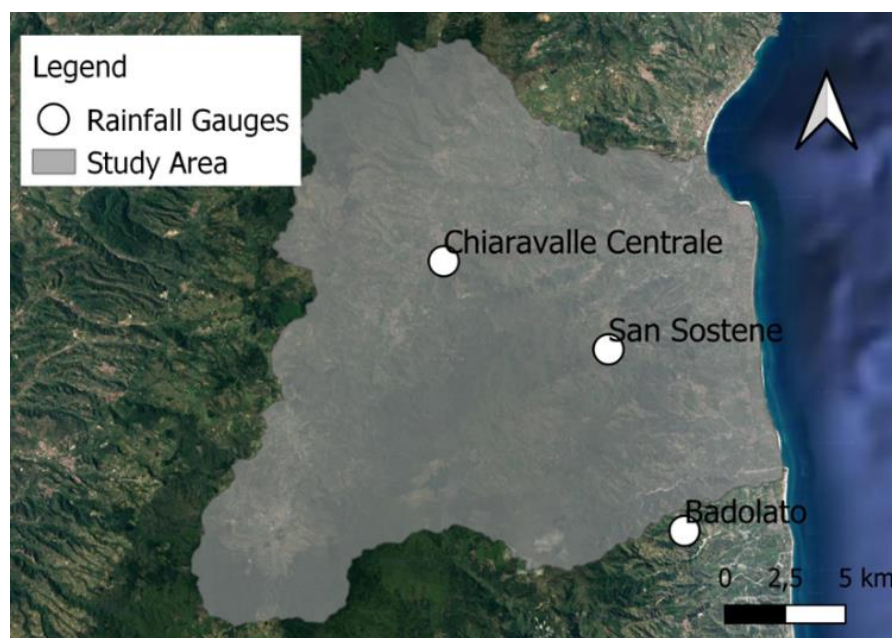 Legend
Rainfall Gauges
Study Area
Chiaravalle Centrale
San Sostene
Badolato
0 2,5 5 km